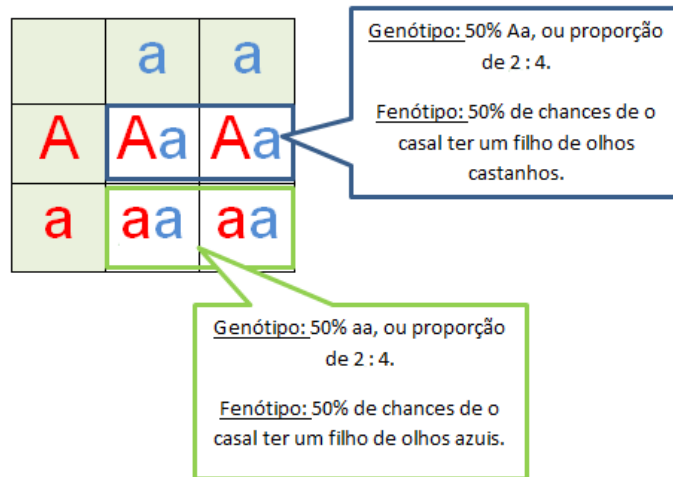 a a
A Aa Aa
a aa aa
Genótipo: 50% Aa, ou proporção
de 2 : 4.
Fenótipo: 50% de chances de o
casal ter um filho de olhos
castanhos.
Genótipo: 50% aa, ou proporção
de 2 : 4.
Fenótipo: 50% de chances de o
casal ter um filho de olhos azuis.